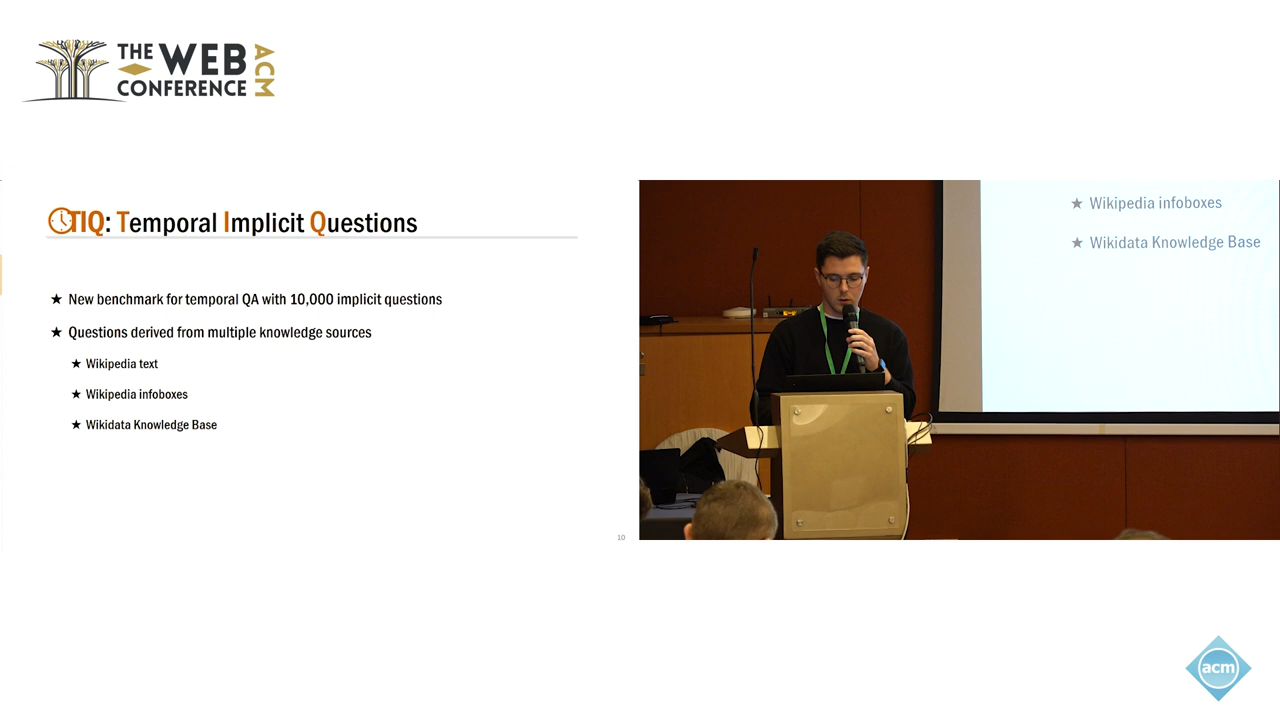 THE WEB
CONFERENCE
ACM
TIQ: Temporal Implicit Questions
★ New benchmark for temporal QA with 10,000 implicit questions
★ Questions derived from multiple knowledge sources
★ Wikipedia text
★ Wikipedia infoboxes
★ Wikidata Knowledge Base
10
★ Wikipedia infoboxes
★ Wikidata Knowledge Base
acm